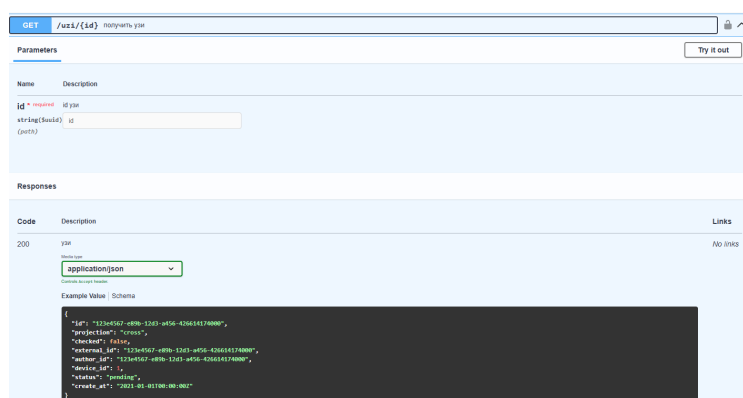 GET /uzi/{id} получить узи
Parameters
Try it out
Name Description
id * required id узи
string($uuid) id
(path)
Responses
Code Description Links
200 узи No links
Media type
application/json
Controls Accept header.
Example Value | Schema
{
"id": "123e4567-e89b-12d3-a456-426614174000",
"projection": "cross",
"checked": false,
"external_id": "123e4567-e89b-12d3-a456-426614174000",
"author_id": "123e4567-e89b-12d3-a456-426614174000",
"device_id": 1,
"status": "pending",
"create_at": "2021-01-01T00:00:00Z"
}